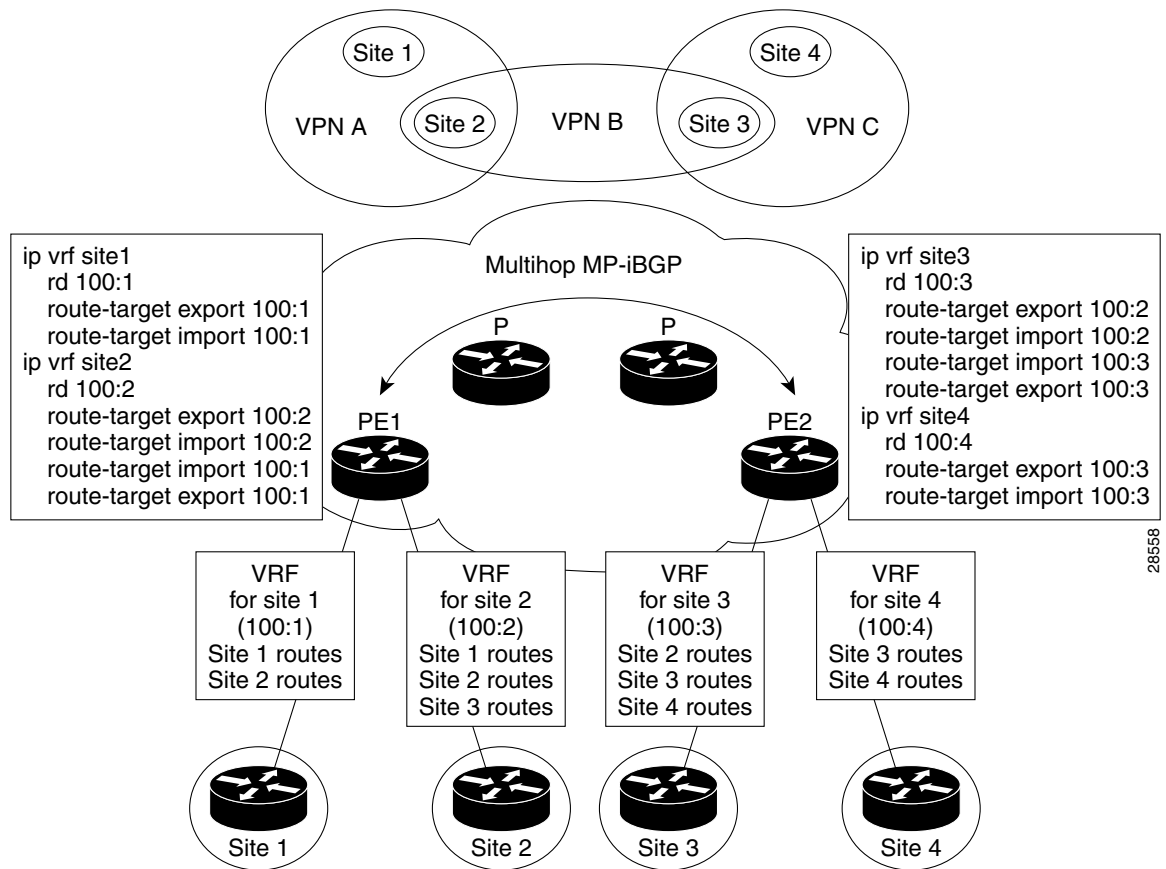 Site 1
Site 4
VPN A
Site 2
VPN B
Site 3
VPN C
ip vrf site1
rd 100:1
route-target export 100:1
route-target import 100:1
ip vrf site2
rd 100:2
route-target export 100:2
route-target import 100:2
route-target import 100:1
route-target export 100:1
Multihop MP-iBGP
P
P
PE1
PE2
ip vrf site3
rd 100:3
route-target export 100:2
route-target import 100:2
route-target import 100:3
route-target export 100:3
ip vrf site4
rd 100:4
route-target export 100:3
route-target import 100:3
28558
VRF
for site 1
(100:1)
Site 1 routes
Site 2 routes
VRF
for site 2
(100:2)
Site 1 routes
Site 2 routes
Site 3 routes
VRF
for site 3
(100:3)
Site 2 routes
Site 3 routes
Site 4 routes
VRF
for site 4
(100:4)
Site 3 routes
Site 4 routes
Site 1
Site 2
Site 3
Site 4